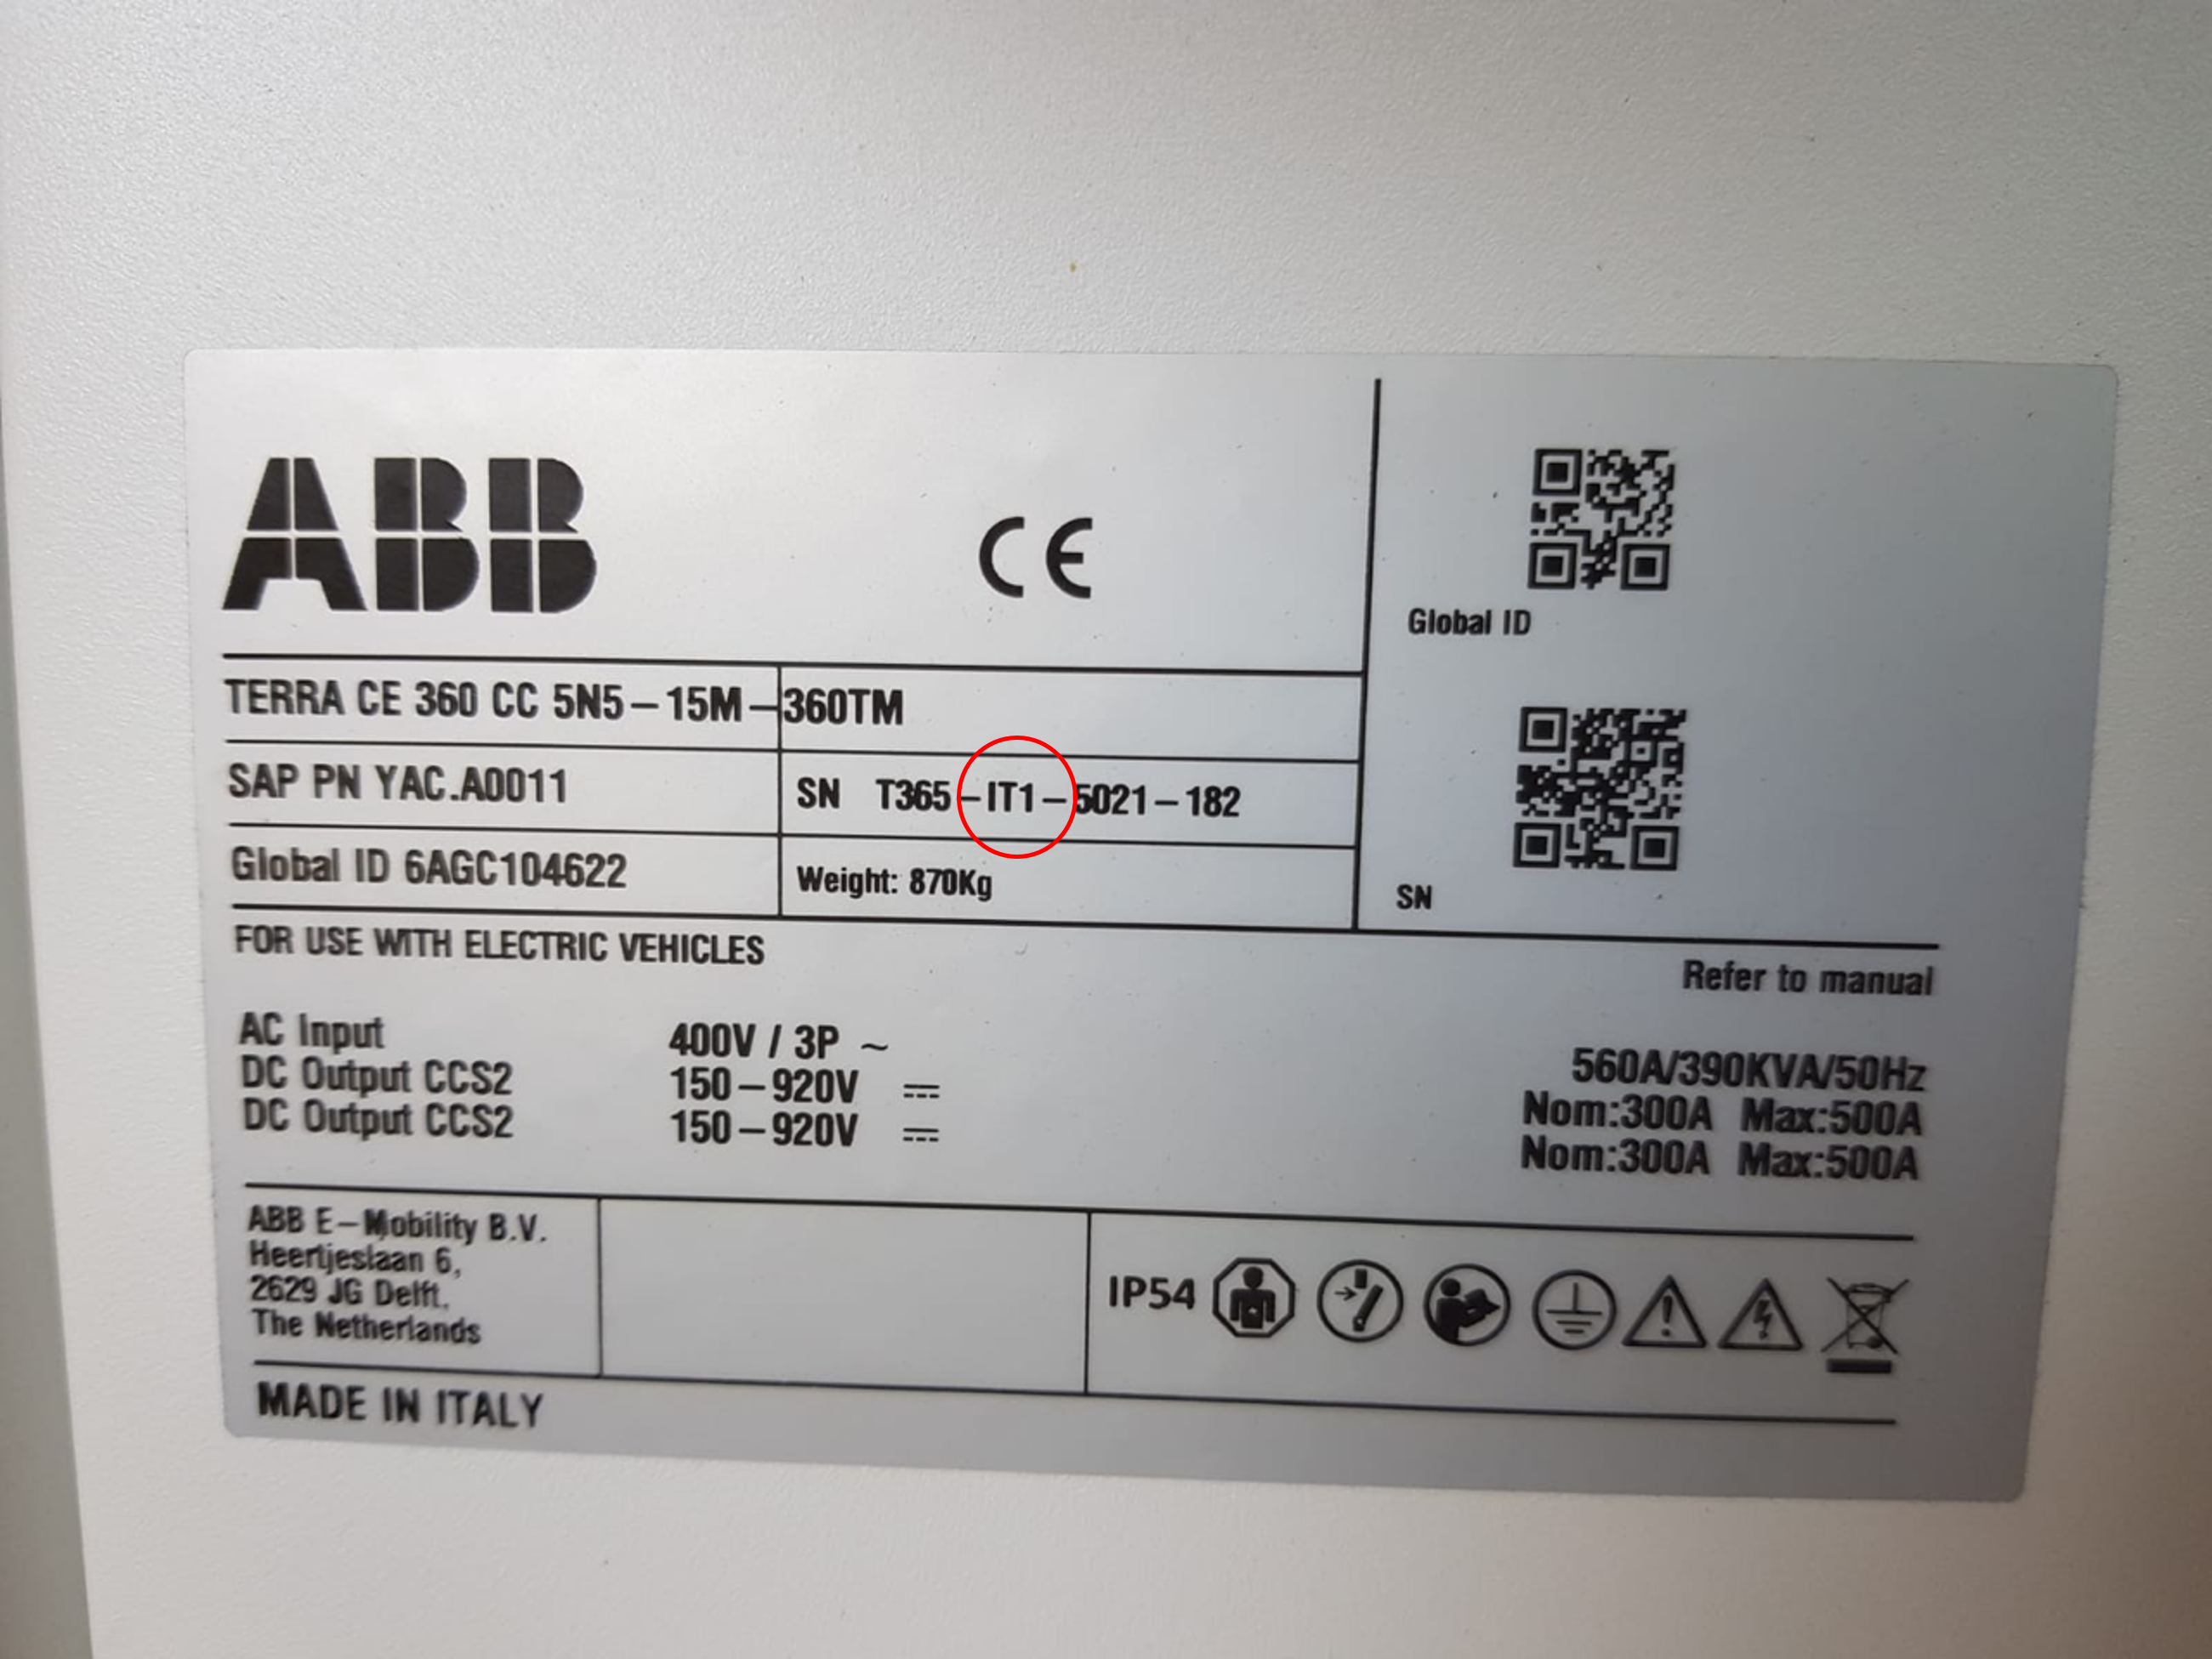 ABB
CE
Global ID
TERRA CE 360 CC 5N5-15M-360TM
SAP PN YAC.A0011
SN T365-IT1-5021-182
Global ID 6AGC104622
Weight: 870Kg
SN
FOR USE WITH ELECTRIC VEHICLES
Refer to manual
AC Input 400V / 3P ~ 560A/390KVA/50Hz
DC Output CCS2 150-920V Nom:300A Max:500A
DC Output CCS2 150-920V Nom:300A Max:500A
ABB E-Mobility B.V.
Heertjeslaan 6,
2629 JG Delft,
The Netherlands
IP54
MADE IN ITALY